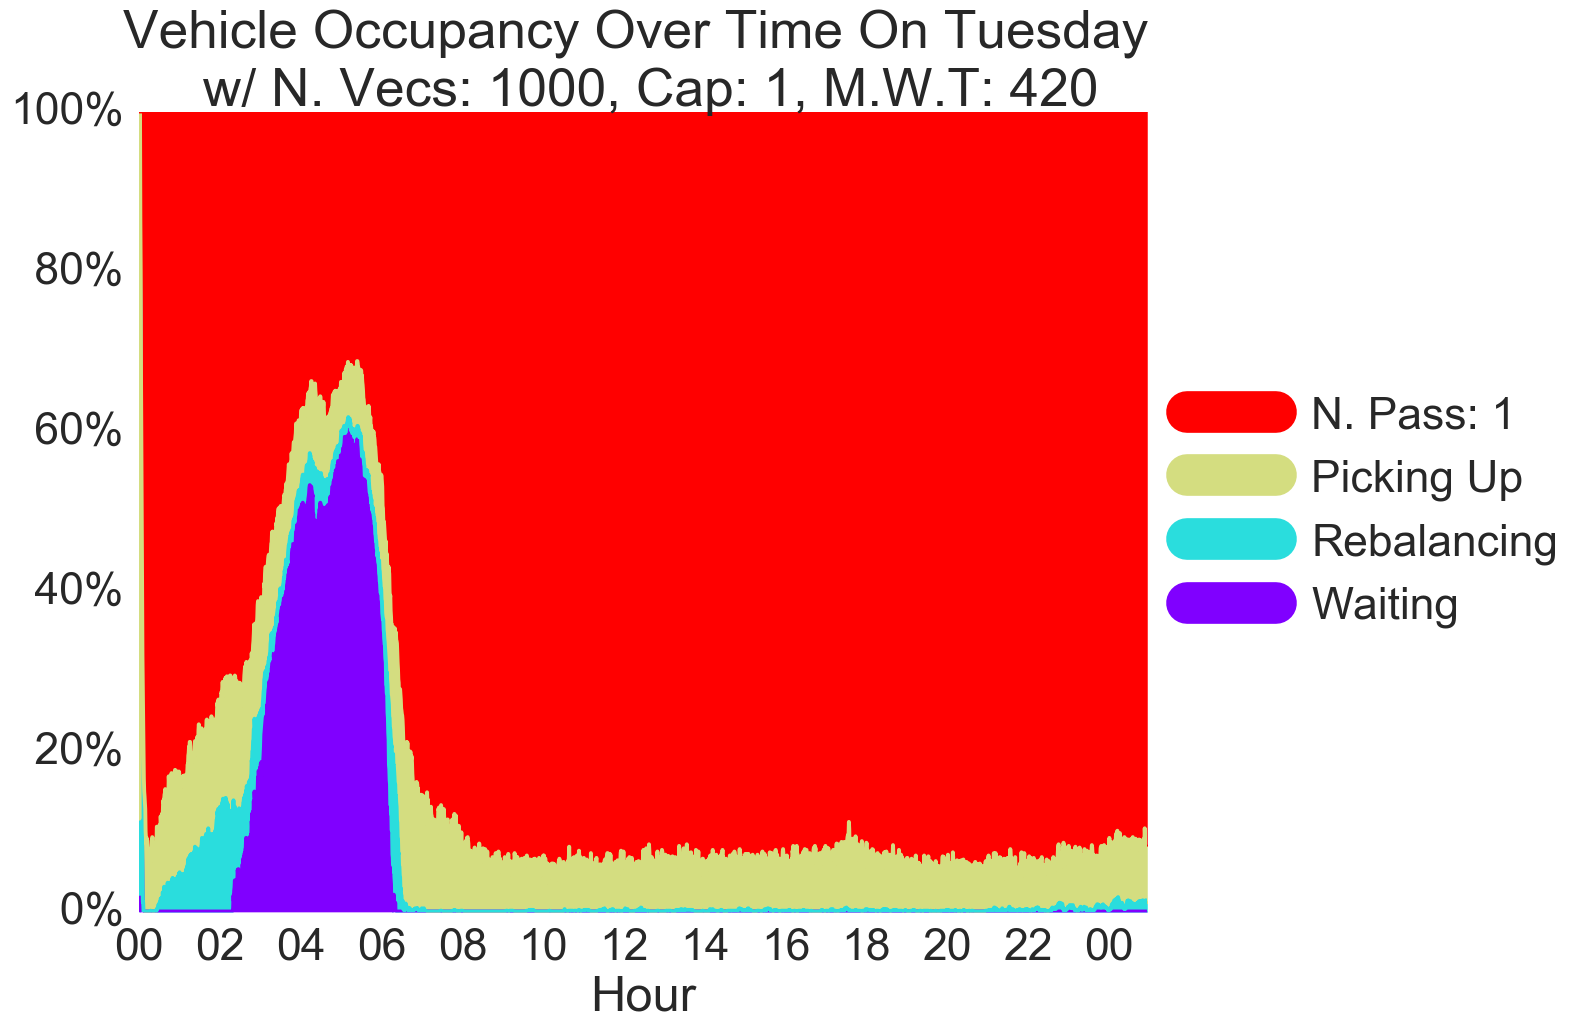 Vehicle Occupancy Over Time On Tuesday
w/ N. Vecs: 1000, Cap: 1, M.W.T: 420
100%
80%
60%
40%
20%
0%
00 02 04 06 08 10 12 14 16 18 20 22 00
Hour
N. Pass: 1
Picking Up
Rebalancing
Waiting